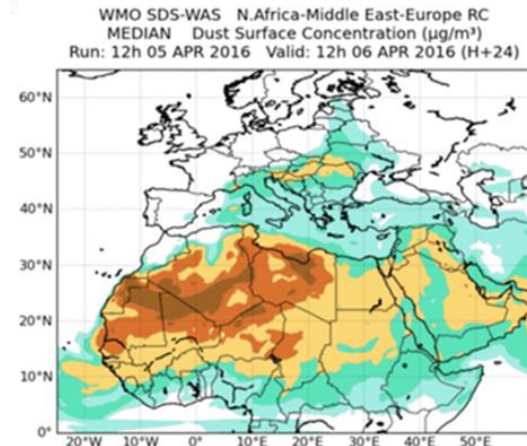 WMO SDS-WAS N.Africa-Middle East-Europe RC
MEDIAN Dust Surface Concentration (µg/m³)
Run: 12h 05 APR 2016 Valid: 12h 06 APR 2016 (H+24)
60°N
50°N
40°N
30°N
20°N
10°N
0°
20°W 10°W 0° 10°E 20°E 30°E 40°E 50°E